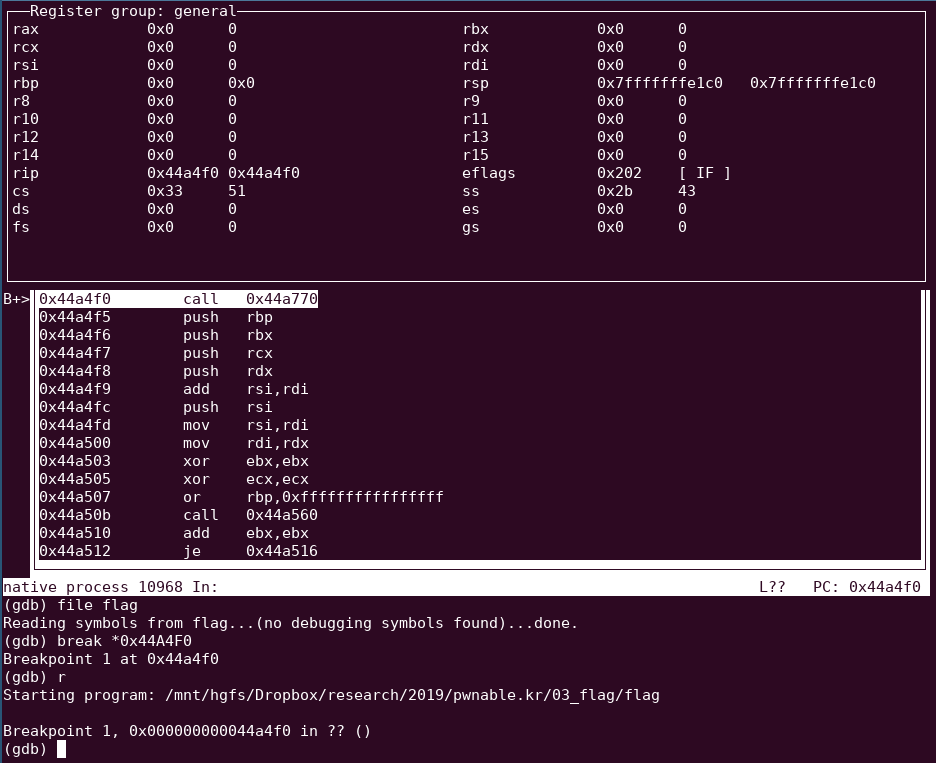 Register group: general
rax 0x0 0 rbx 0x0 0
rcx 0x0 0 rdx 0x0 0
rsi 0x0 0 rdi 0x0 0
rbp 0x0 0x0 rsp 0x7fffffffe1c0 0x7fffffffe1c0
r8 0x0 0 r9 0x0 0
r10 0x0 0 r11 0x0 0
r12 0x0 0 r13 0x0 0
r14 0x0 0 r15 0x0 0
rip 0x44a4f0 0x44a4f0 eflags 0x202 [ IF ]
cs 0x33 51 ss 0x2b 43
ds 0x0 0 es 0x0 0
fs 0x0 0 gs 0x0 0
B+> 0x44a4f0 call 0x44a770
0x44a4f5 push rbp
0x44a4f6 push rbx
0x44a4f7 push rcx
0x44a4f8 push rdx
0x44a4f9 add rsi,rdi
0x44a4fc push rsi
0x44a4fd mov rsi,rdi
0x44a500 mov rdi,rdx
0x44a503 xor ebx,ebx
0x44a505 xor ecx,ecx
0x44a507 or rbp,0xffffffffffffffff
0x44a50b call 0x44a560
0x44a510 add ebx,ebx
0x44a512 je 0x44a516
native process 10968 In: L?? PC: 0x44a4f0
(gdb) file flag
Reading symbols from flag...(no debugging symbols found)...done.
(gdb) break *0x44A4F0
Breakpoint 1 at 0x44a4f0
(gdb) r
Starting program: /mnt/hgfs/Dropbox/research/2019/pwnable.kr/03_flag/flag
Breakpoint 1, 0x000000000044a4f0 in ?? ()
(gdb)